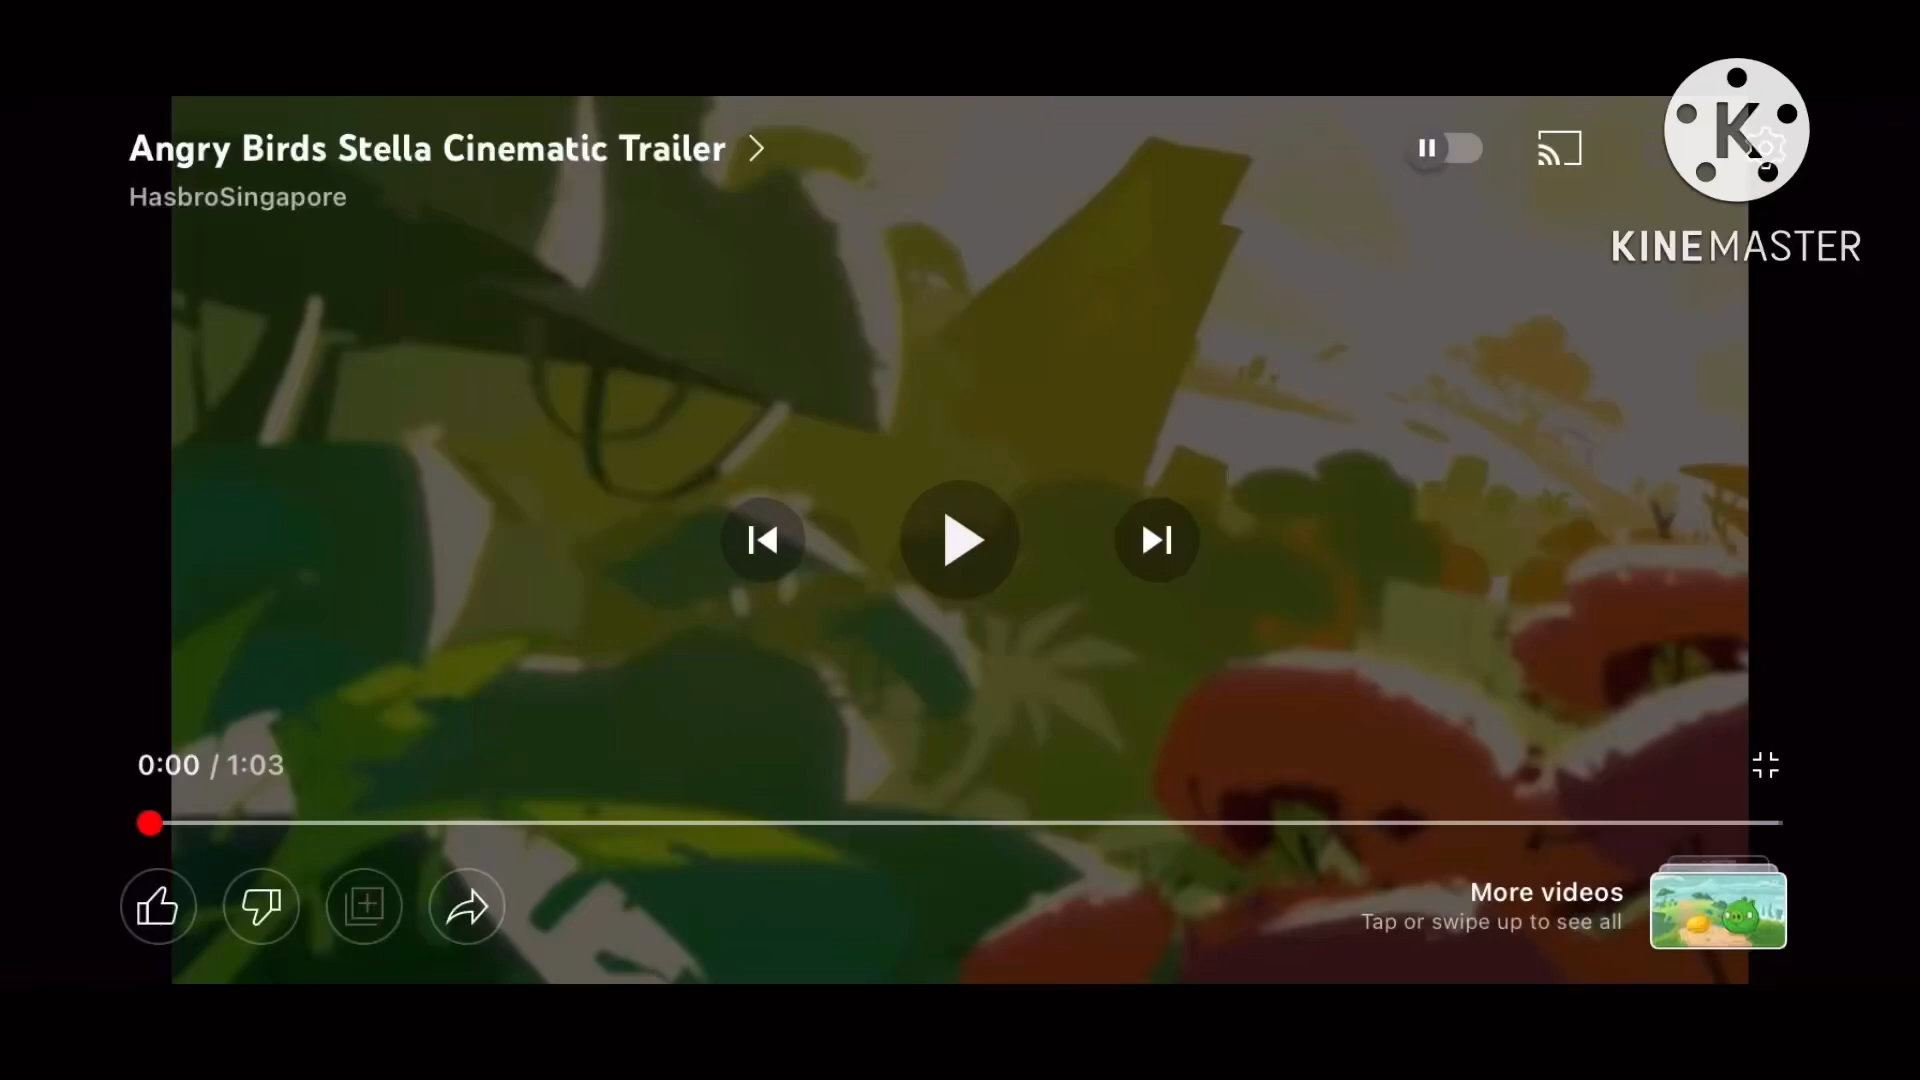 Angry Birds Stella Cinematic Trailer
HasbroSingapore
K
KINEMASTER
0:00 / 1:03
More videos
Tap or swipe up to see all